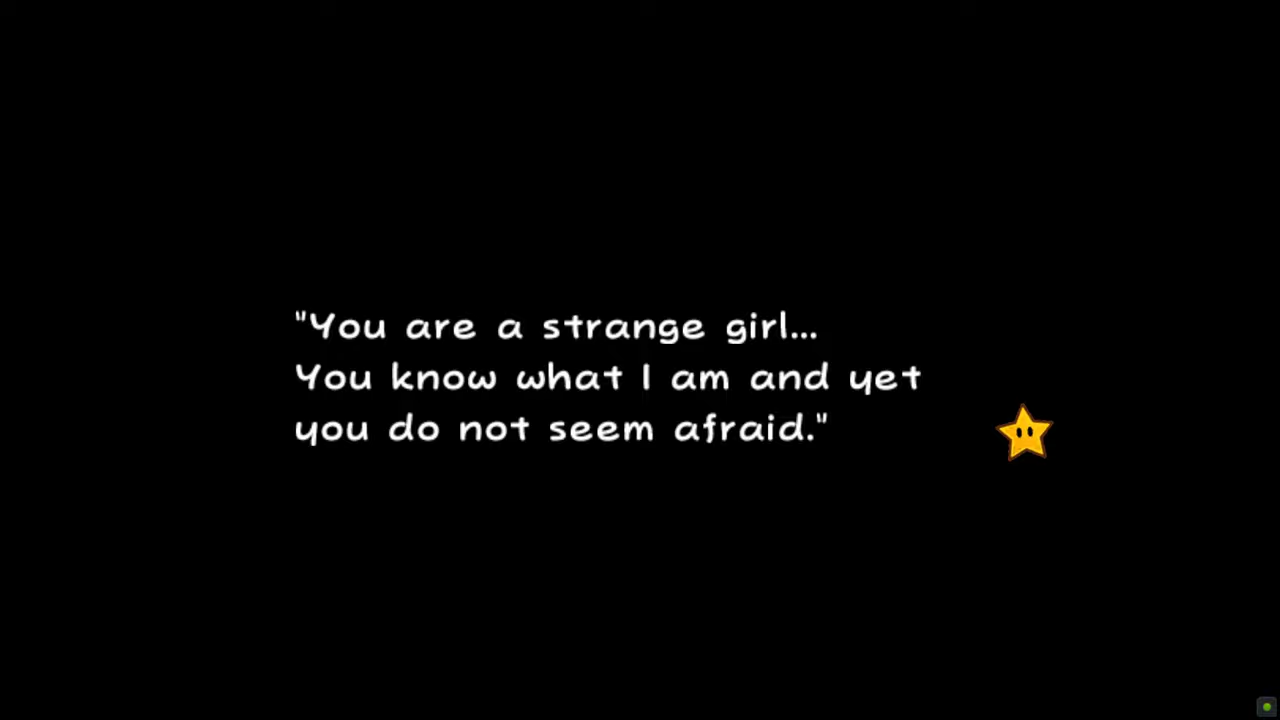 "You are a strange girl...
You know what I am and yet
you do not seem afraid."